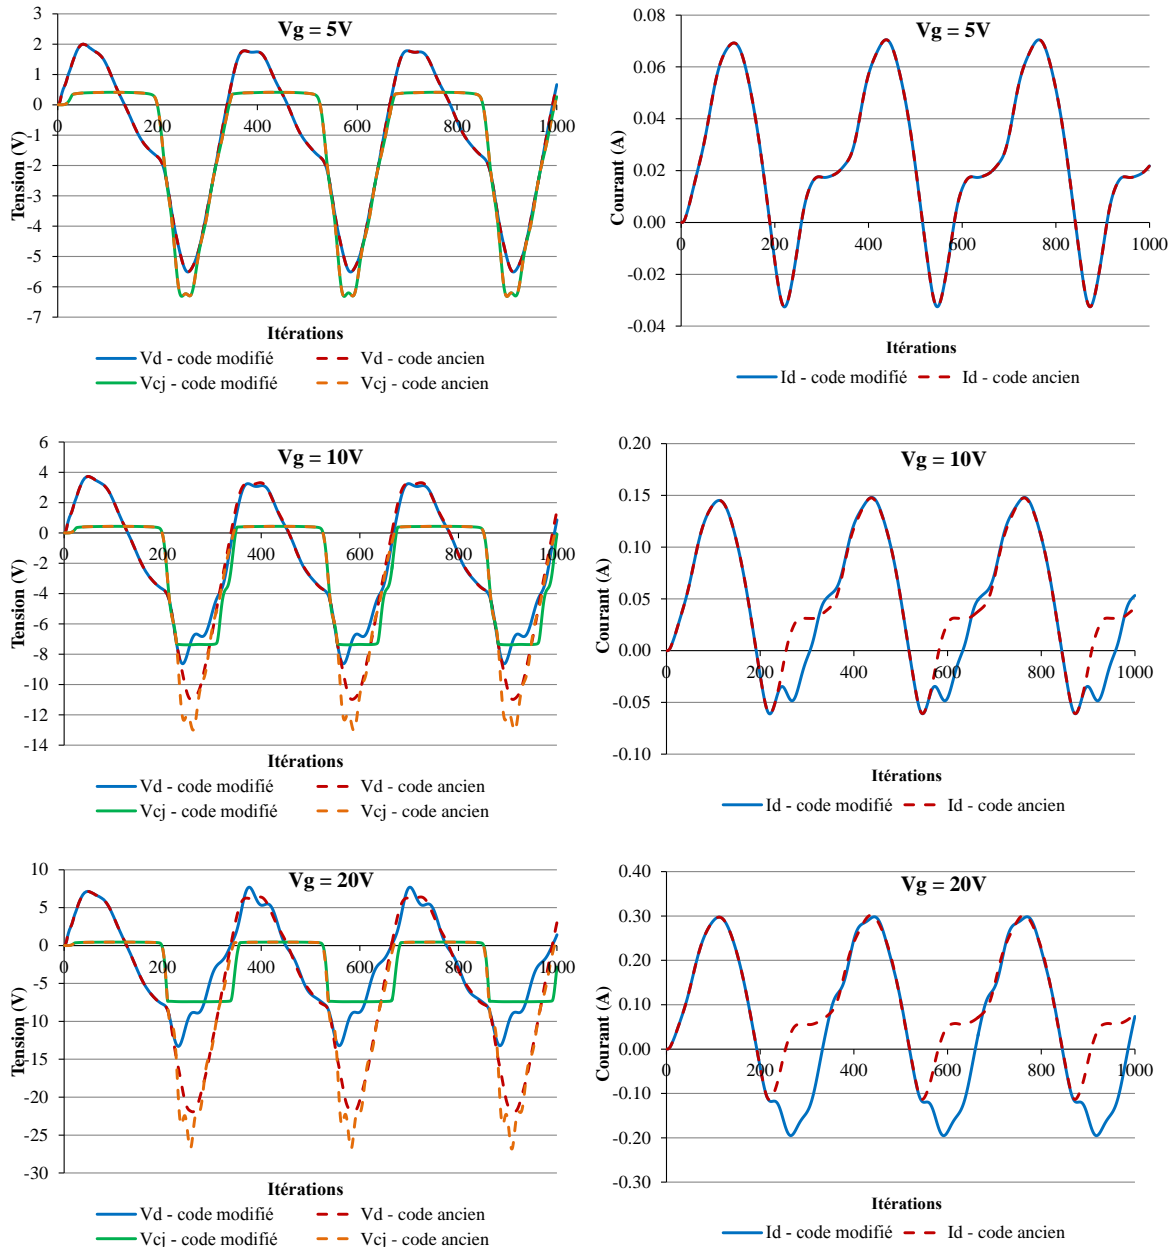 Vg = 5V
Tension (V)
3
2
1
0
-1
-2
-3
-4
-5
-6
-7
0 200 400 600 800 1000
Itérations
Vd - code modifié Vd - code ancien
Vcj - code modifié Vcj - code ancien
Vg = 5V
Courant (A)
0.08
0.06
0.04
0.02
0.00
-0.02
-0.04
0 200 400 600 800 1000
Itérations
Id - code modifié Id - code ancien
Vg = 10V
Tension (V)
6
4
2
0
-2
-4
-6
-8
-10
-12
-14
0 200 400 600 800 1000
Itérations
Vd - code modifié Vd - code ancien
Vcj - code modifié Vcj - code ancien
Vg = 10V
Courant (A)
0.20
0.15
0.10
0.05
0.00
-0.05
-0.10
0 200 400 600 800 1000
Itérations
Id - code modifié Id - code ancien
Vg = 20V
Tension (V)
10
5
0
-5
-10
-15
-20
-25
-30
0 200 400 600 800 1000
Itérations
Vd - code modifié Vd - code ancien
Vcj - code modifié Vcj - code ancien
Vg = 20V
Courant (A)
0.40
0.30
0.20
0.10
0.00
-0.10
-0.20
-0.30
0 200 400 600 800 1000
Itérations
Id - code modifié Id - code ancien